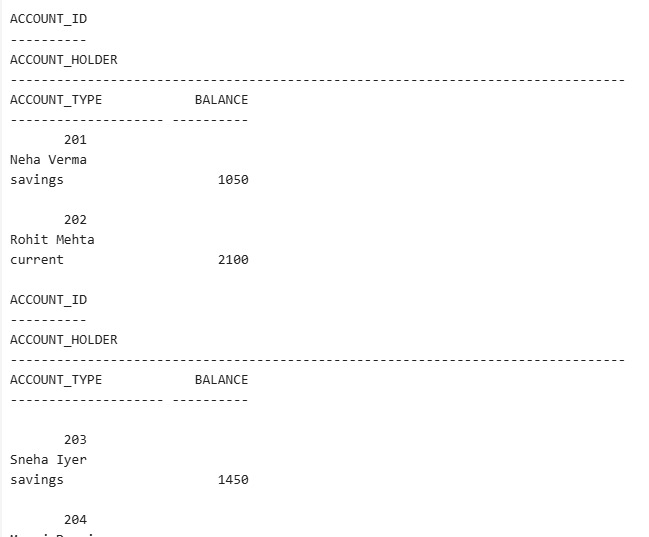 ACCOUNT_ID
----------
ACCOUNT_HOLDER
--------------------------------------------------------------------------------
ACCOUNT_TYPE            BALANCE
-------------------- ----------
       201
Neha Verma
savings                    1050

       202
Rohit Mehta
current                    2100

ACCOUNT_ID
----------
ACCOUNT_HOLDER
--------------------------------------------------------------------------------
ACCOUNT_TYPE            BALANCE
-------------------- ----------

       203
Sneha Iyer
savings                    1450

       204